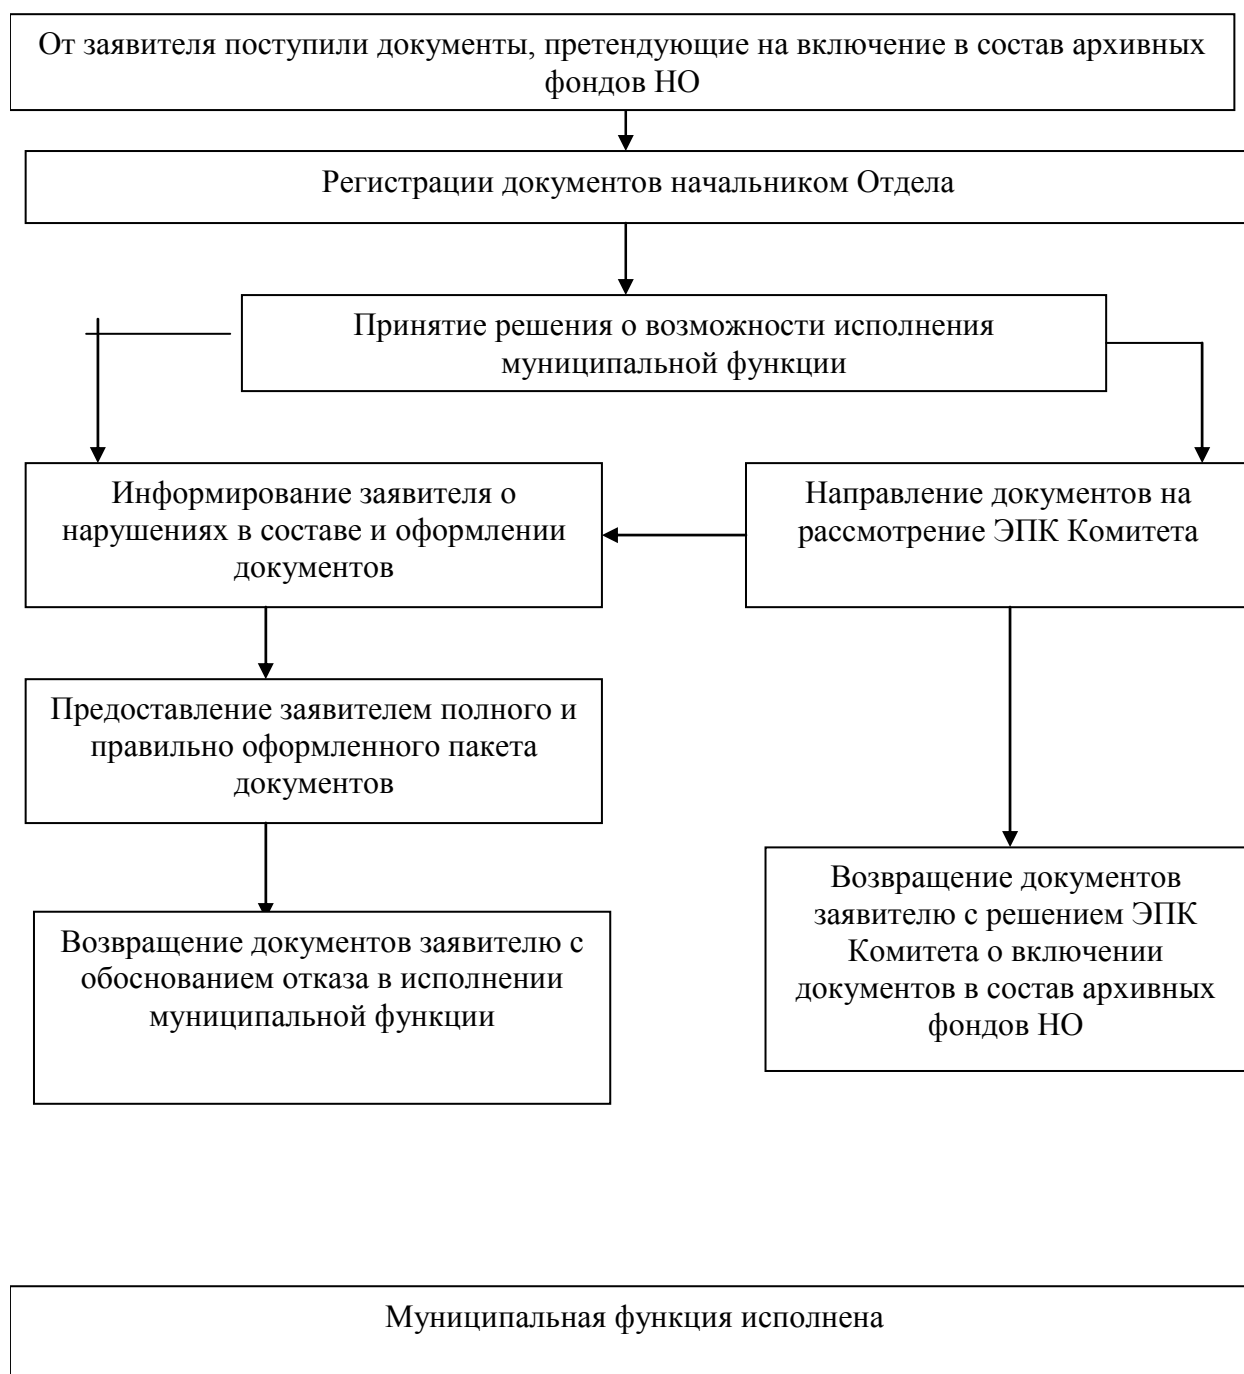 От заявителя поступили документы, претендующие на включение в состав архивных
фондов НО
Регистрации документов начальником Отдела
Принятие решения о возможности исполнения
муниципальной функции
Информирование заявителя о
нарушениях в составе и оформлении
документов
Направление документов на
рассмотрение ЭПК Комитета
Предоставление заявителем полного и
правильно оформленного пакета
документов
Возвращение документов
заявителю с решением ЭПК
Комитета о включении
документов в состав архивных
фондов НО
Возвращение документов заявителю с
обоснованием отказа в исполнении
муниципальной функции
Муниципальная функция исполнена